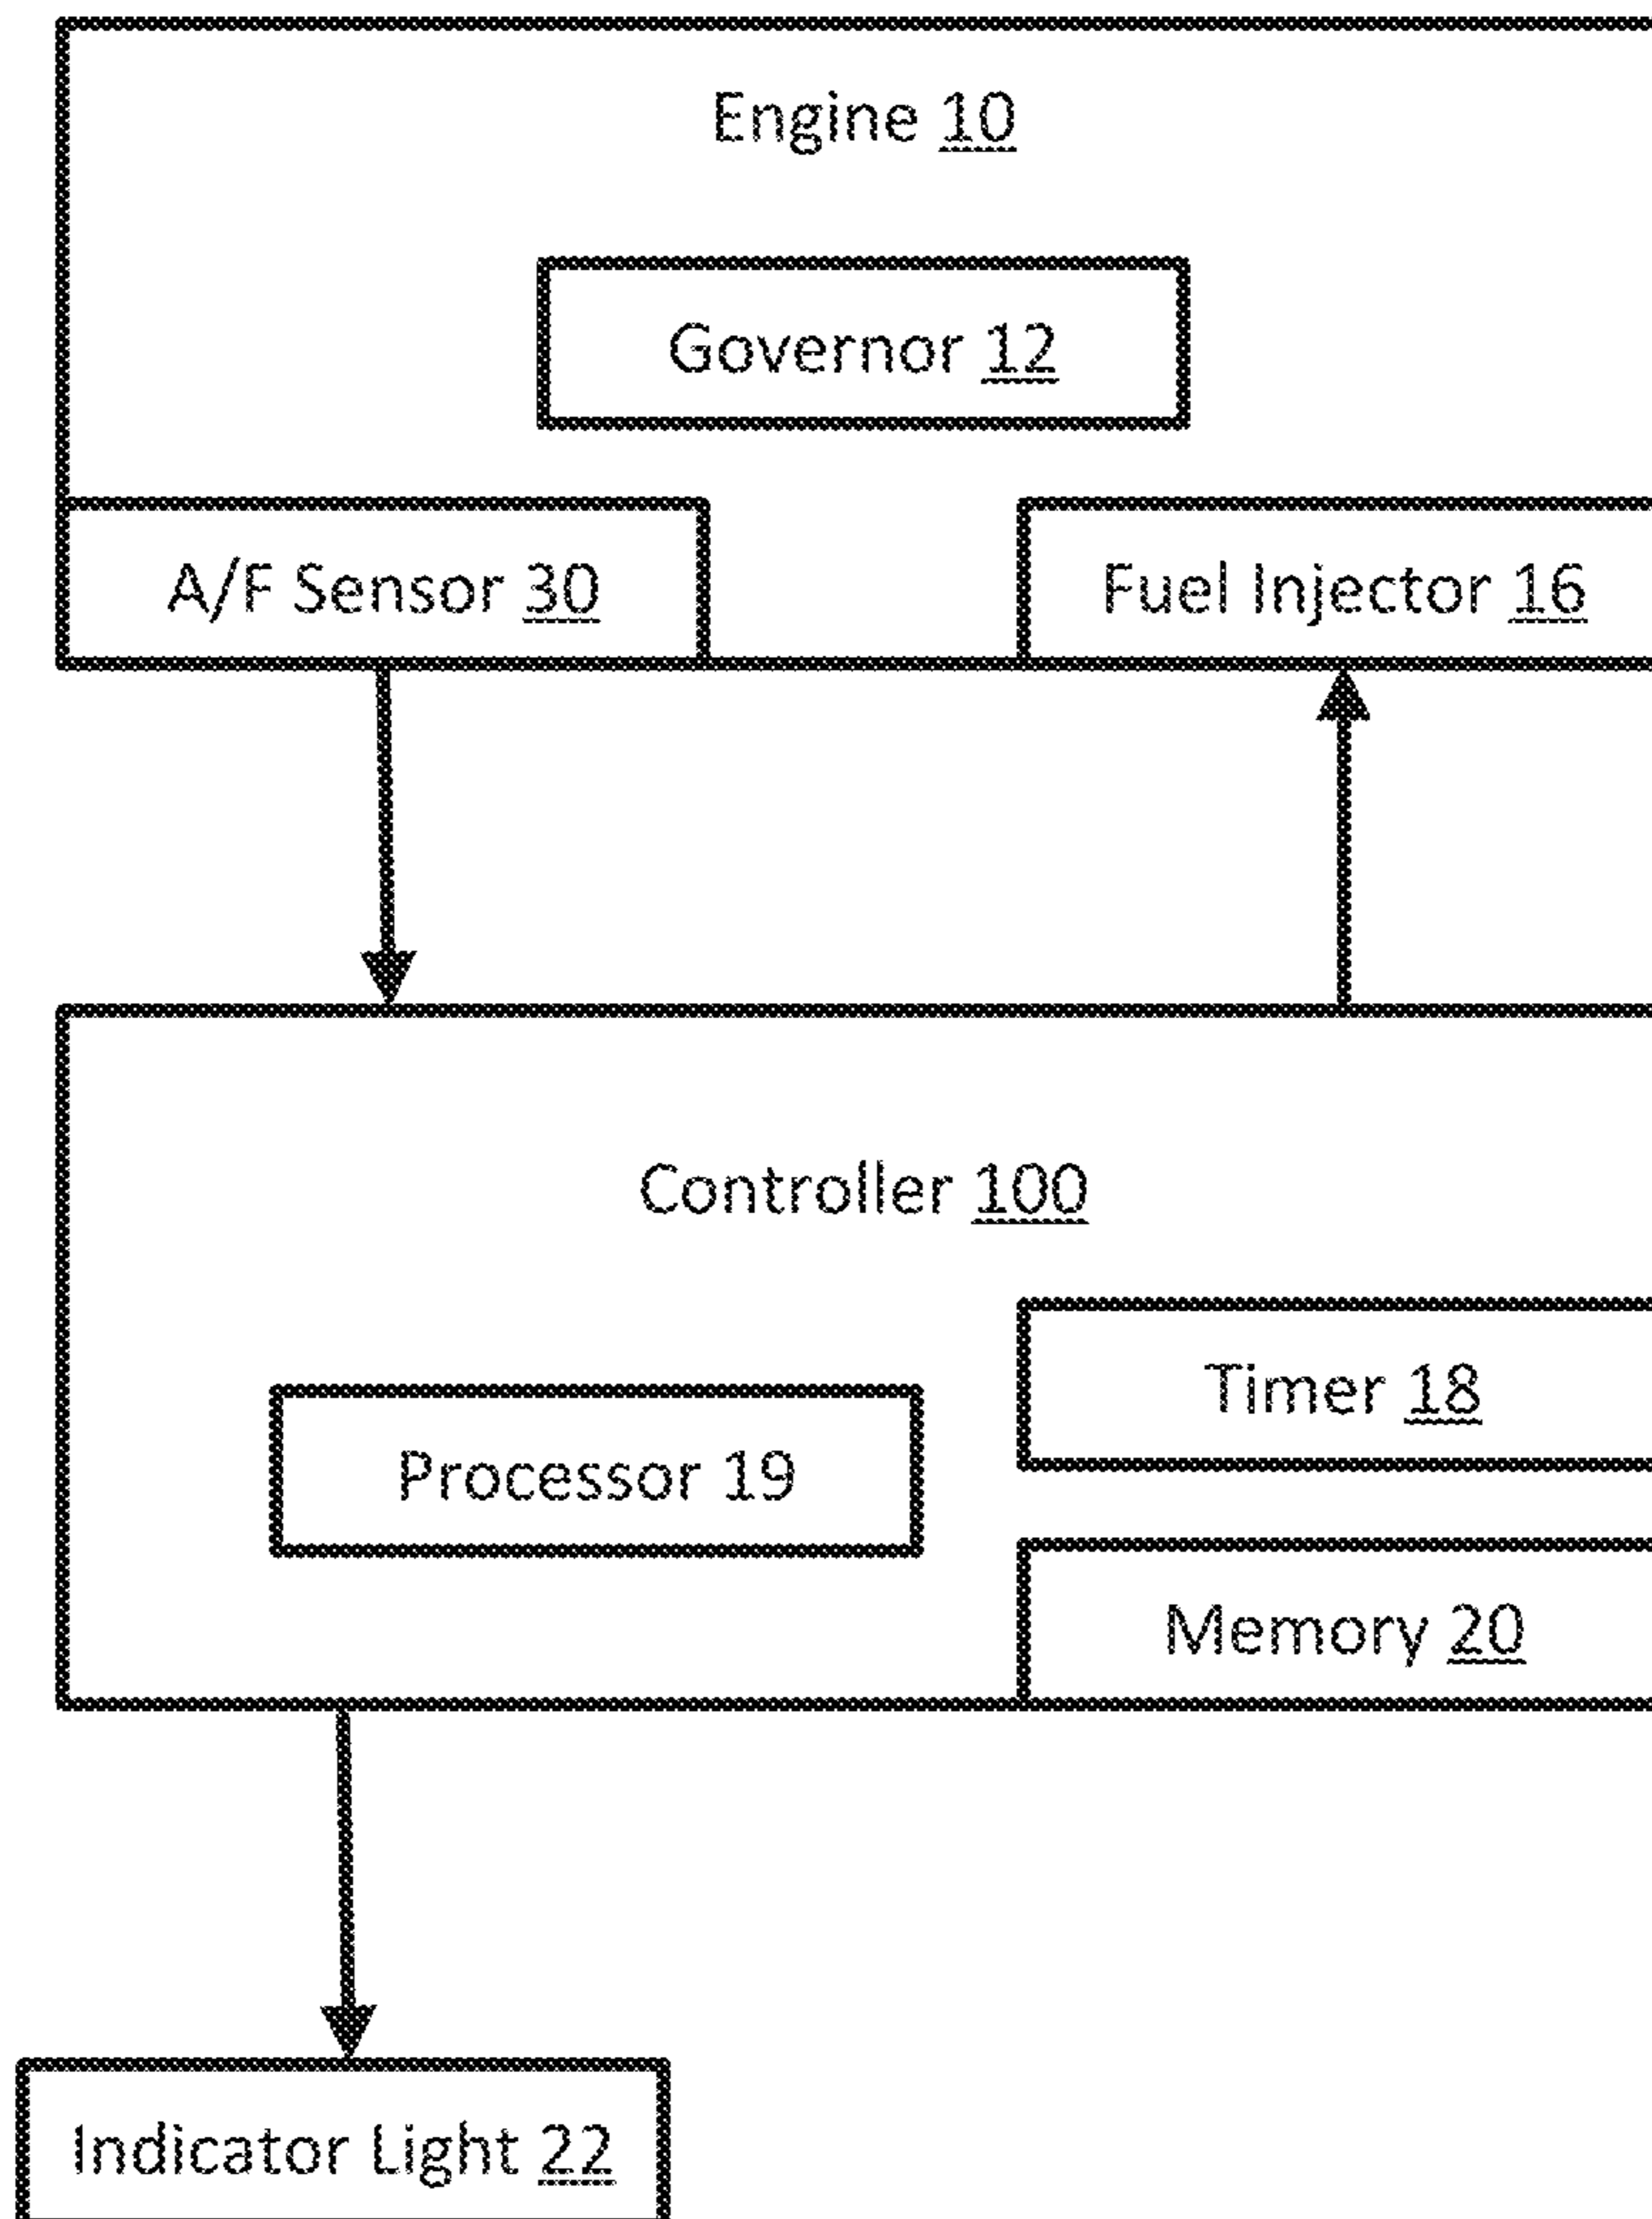 Engine 10
Governor 12
A/F Sensor 30
Fuel Injector 16
Controller 100
Timer 18
Processor 19
Memory 20
Indicator Light 22